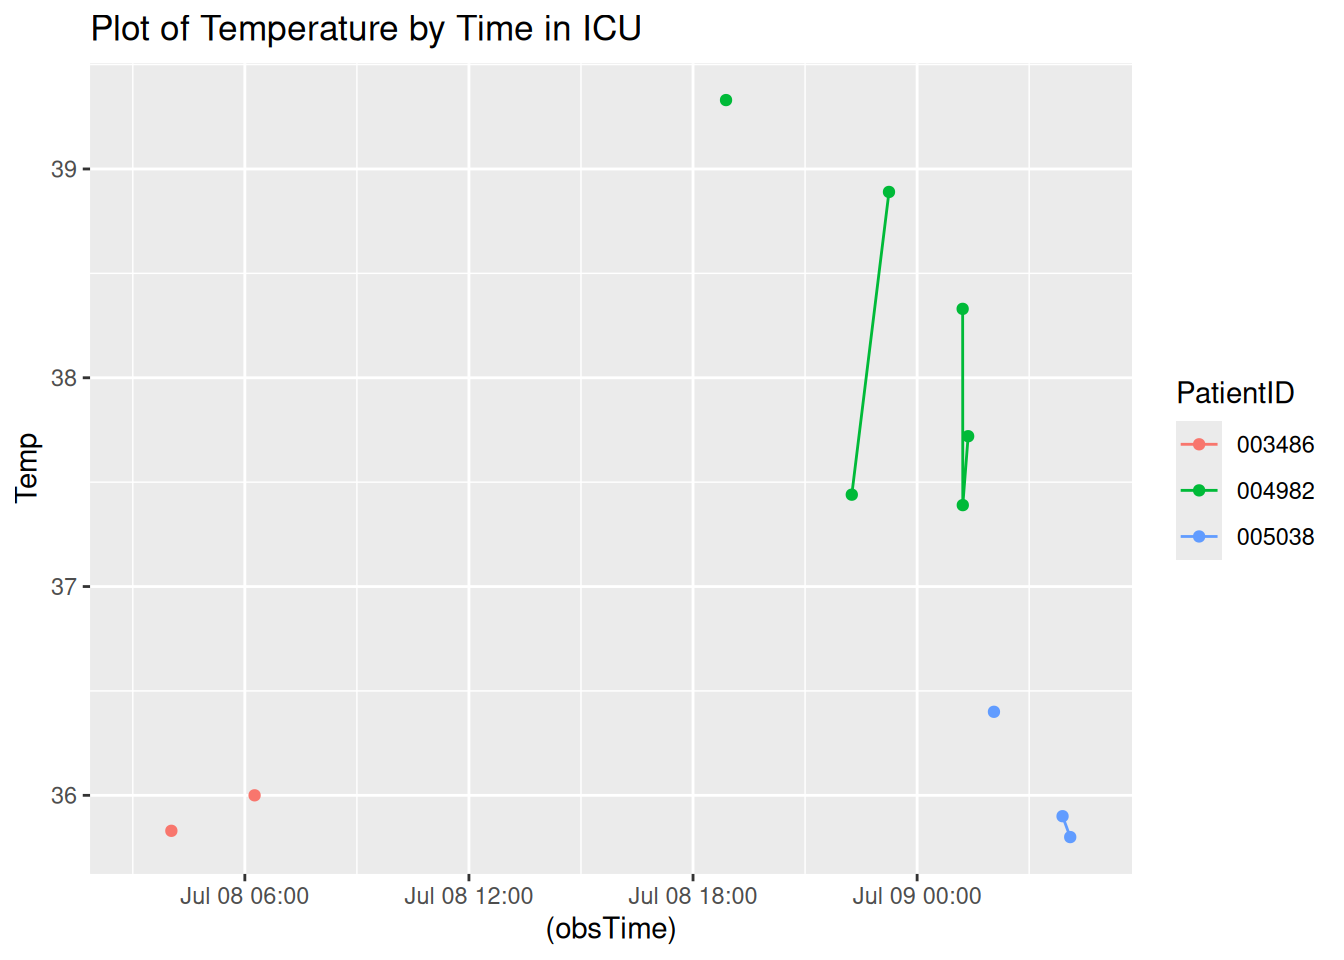 Plot of Temperature by Time in ICU
39
38
37
36
Temp
Jul 08 06:00
Jul 08 12:00
Jul 08 18:00
Jul 09 00:00
(obsTime)
PatientID
003486
004982
005038